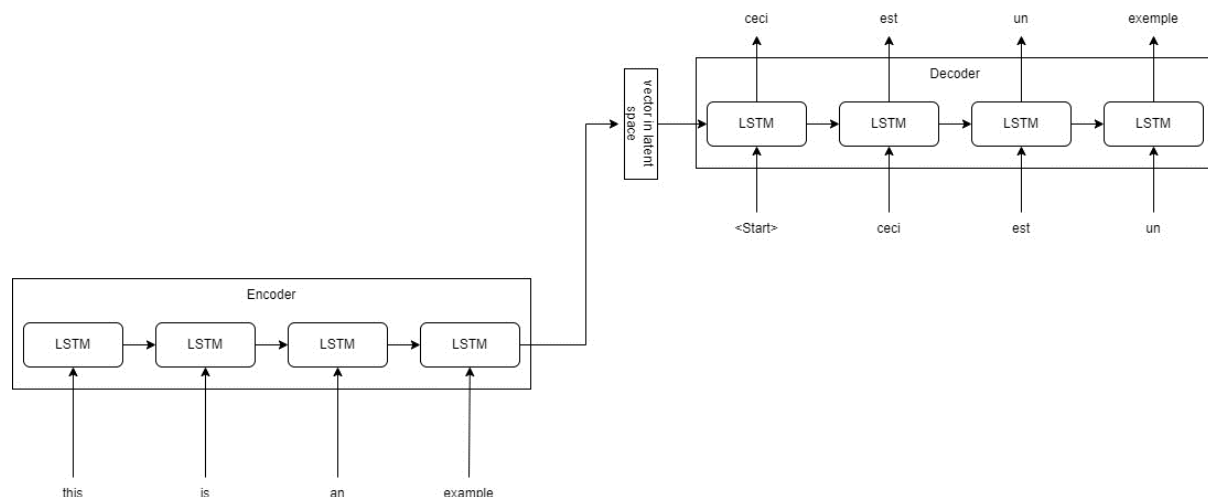 ceci est un exemple
Decoder
vector in latent
space
LSTM LSTM LSTM LSTM
<Start> ceci est un
Encoder
LSTM LSTM LSTM LSTM
this is an example